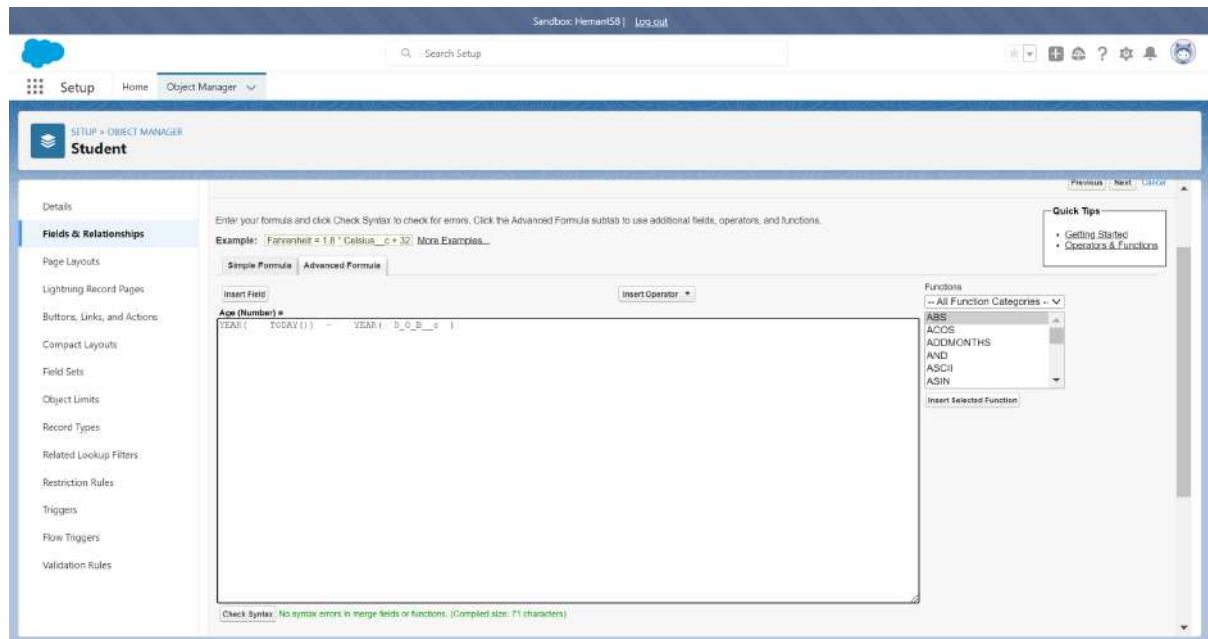 Sandbox: HemantSB | Log out
Search Setup
Setup Home Object Manager
SETUP > OBJECT MANAGER
Student
Previous Next Cancel
Details
Fields & Relationships
Page Layouts
Lightning Record Pages
Buttons, Links, and Actions
Compact Layouts
Field Sets
Object Limits
Record Types
Related Lookup Filters
Restriction Rules
Triggers
Flow Triggers
Validation Rules
Enter your formula and click Check Syntax to check for errors. Click the Advanced Formula subtab to use additional fields, operators, and functions.
Example: Fahrenheit = 1.8 * Celsius__c + 32 More Examples...
Quick Tips
Getting Started
Operators & Functions
Simple Formula Advanced Formula
Insert Field Insert Operator
Age (Number) =
YEAR( TODAY()) - YEAR( D_O_B__c )
Functions
-- All Function Categories --
ABS
ACOS
ADDMONTHS
AND
ASCII
ASIN
Insert Selected Function
Check Syntax No syntax errors in merge fields or functions. (Compiled size: 71 characters)